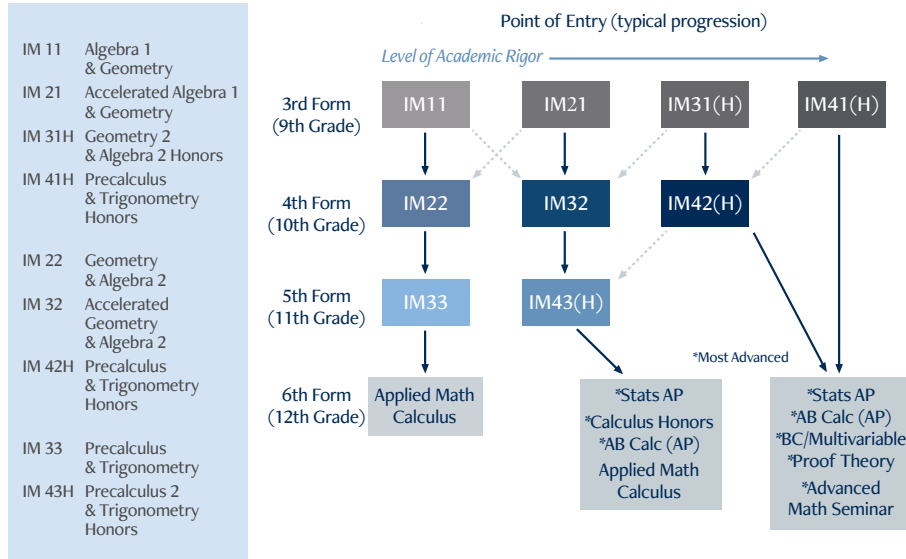 IM 11 Algebra 1
& Geometry
IM 21 Accelerated Algebra 1
& Geometry
IM 31H Geometry 2
& Algebra 2 Honors
IM 41H Precalculus
& Trigonometry
Honors
IM 22 Geometry
& Algebra 2
IM 32 Accelerated
Geometry
& Algebra 2
IM 42H Precalculus
& Trigonometry
Honors
IM 33 Precalculus
& Trigonometry
IM 43H Precalculus 2
& Trigonometry
Honors
Point of Entry (typical progression)
Level of Academic Rigor
3rd Form
(9th Grade)
IM11
IM21
IM31(H)
IM41(H)
4th Form
(10th Grade)
IM22
IM32
IM42(H)
5th Form
(11th Grade)
IM33
IM43(H)
*Most Advanced
6th Form
(12th Grade)
Applied Math
Calculus
*Stats AP
*Calculus Honors
*AB Calc (AP)
Applied Math
Calculus
*Stats AP
*AB Calc (AP)
*BC/Multivariable
*Proof Theory
*Advanced
Math Seminar